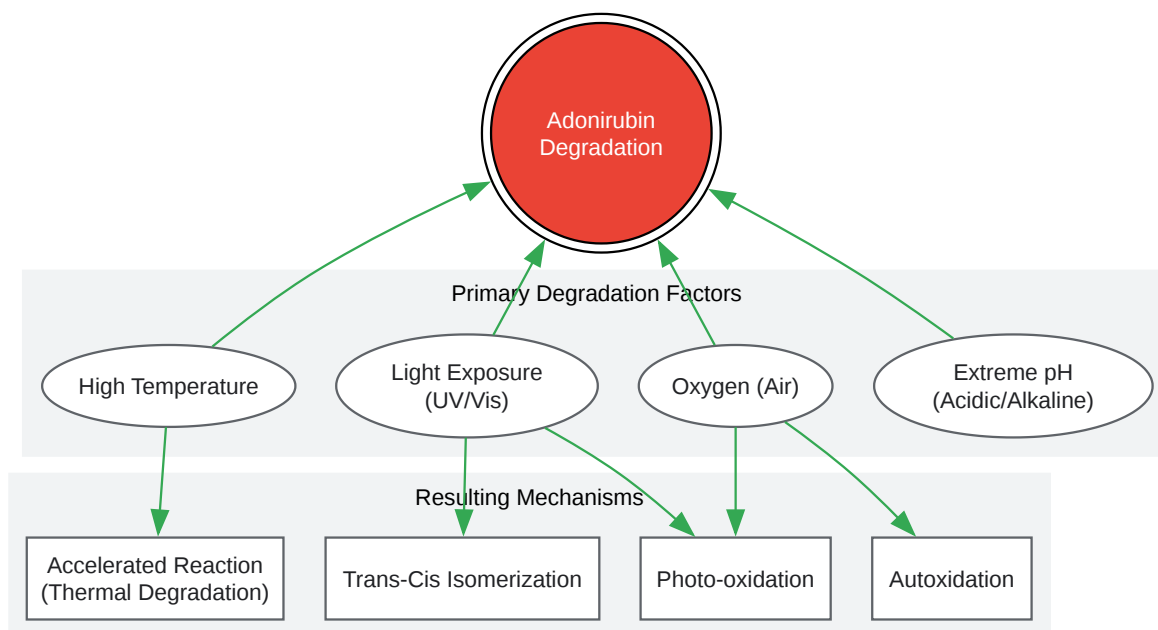 Adonirubin
Degradation
Primary Degradation Factors
High Temperature
Light Exposure
(UV/Vis)
Oxygen (Air)
Extreme pH
(Acidic/Alkaline)
Resulting Mechanisms
Accelerated Reaction
(Thermal Degradation)
Trans-Cis Isomerization
Photo-oxidation
Autoxidation